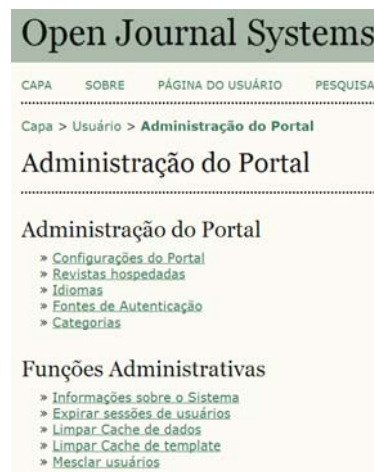 Open Journal Systems
CAPA SOBRE PÁGINA DO USUÁRIO PESQUISA
Capa > Usuário > Administração do Portal
Administração do Portal
Administração do Portal
» Configurações do Portal
» Revistas hospedadas
» Idiomas
» Fontes de Autenticação
» Categorias
Funções Administrativas
» Informações sobre o Sistema
» Expirar sessões de usuários
» Limpar Cache de dados
» Limpar Cache de template
» Mesclar usuários